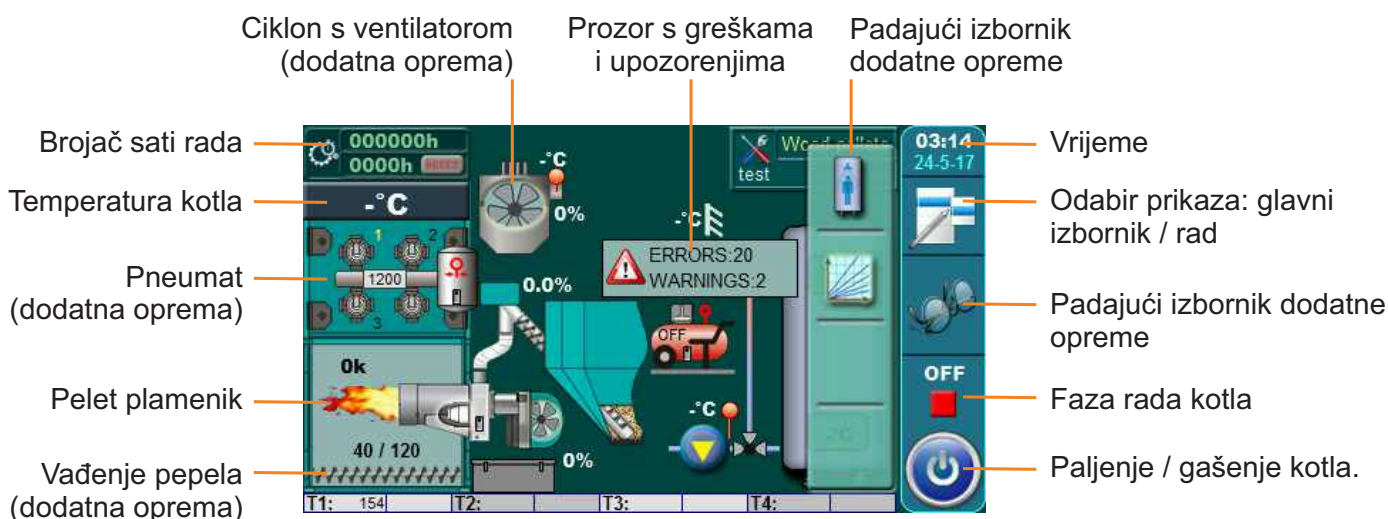 Ciklon s ventilatorom
(dodatna oprema)
Prozor s greškama
i upozorenjima
Padajući izbornik
dodatne opreme
Brojač sati rada
Temperatura kotla
Pneumat
(dodatna oprema)
Pelet plamenik
Vađenje pepela
(dodatna oprema)
000000h
0000h
-°C
1
2
1200
3
Ok
40 / 120
-°C
0%
0.0%
0%
test
-°C
ERRORS:20
WARNINGS:2
OFF
-°C
-°C
T1: 154 T2: T3: T4:
03:14
24-5-17
OFF
Vrijeme
Odabir prikaza: glavni
izbornik / rad
Padajući izbornik dodatne
opreme
Faza rada kotla
Paljenje / gašenje kotla.